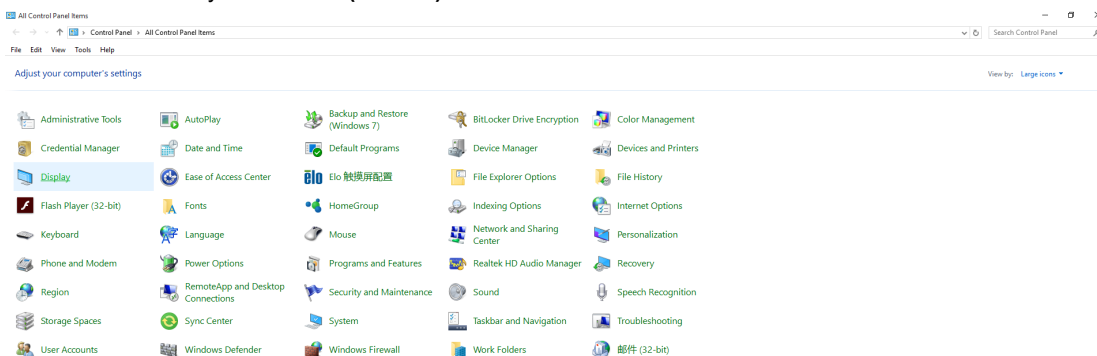 All Control Panel Items
Control Panel > All Control Panel Items
Search Control Panel
File Edit View Tools Help
Adjust your computer's settings
View by: Large icons
Administrative Tools
AutoPlay
Backup and Restore
(Windows 7)
BitLocker Drive Encryption
Color Management
Credential Manager
Date and Time
Default Programs
Device Manager
Devices and Printers
Display
Ease of Access Center
elo Elo 触摸屏配置
File Explorer Options
File History
Flash Player (32-bit)
Fonts
HomeGroup
Indexing Options
Internet Options
Keyboard
Language
Mouse
Network and Sharing
Center
Personalization
Phone and Modem
Power Options
Programs and Features
Realtek HD Audio Manager
Recovery
Region
RemoteApp and Desktop
Connections
Security and Maintenance
Sound
Speech Recognition
Storage Spaces
Sync Center
System
Taskbar and Navigation
Troubleshooting
User Accounts
Windows Defender
Windows Firewall
Work Folders
邮件 (32-bit)